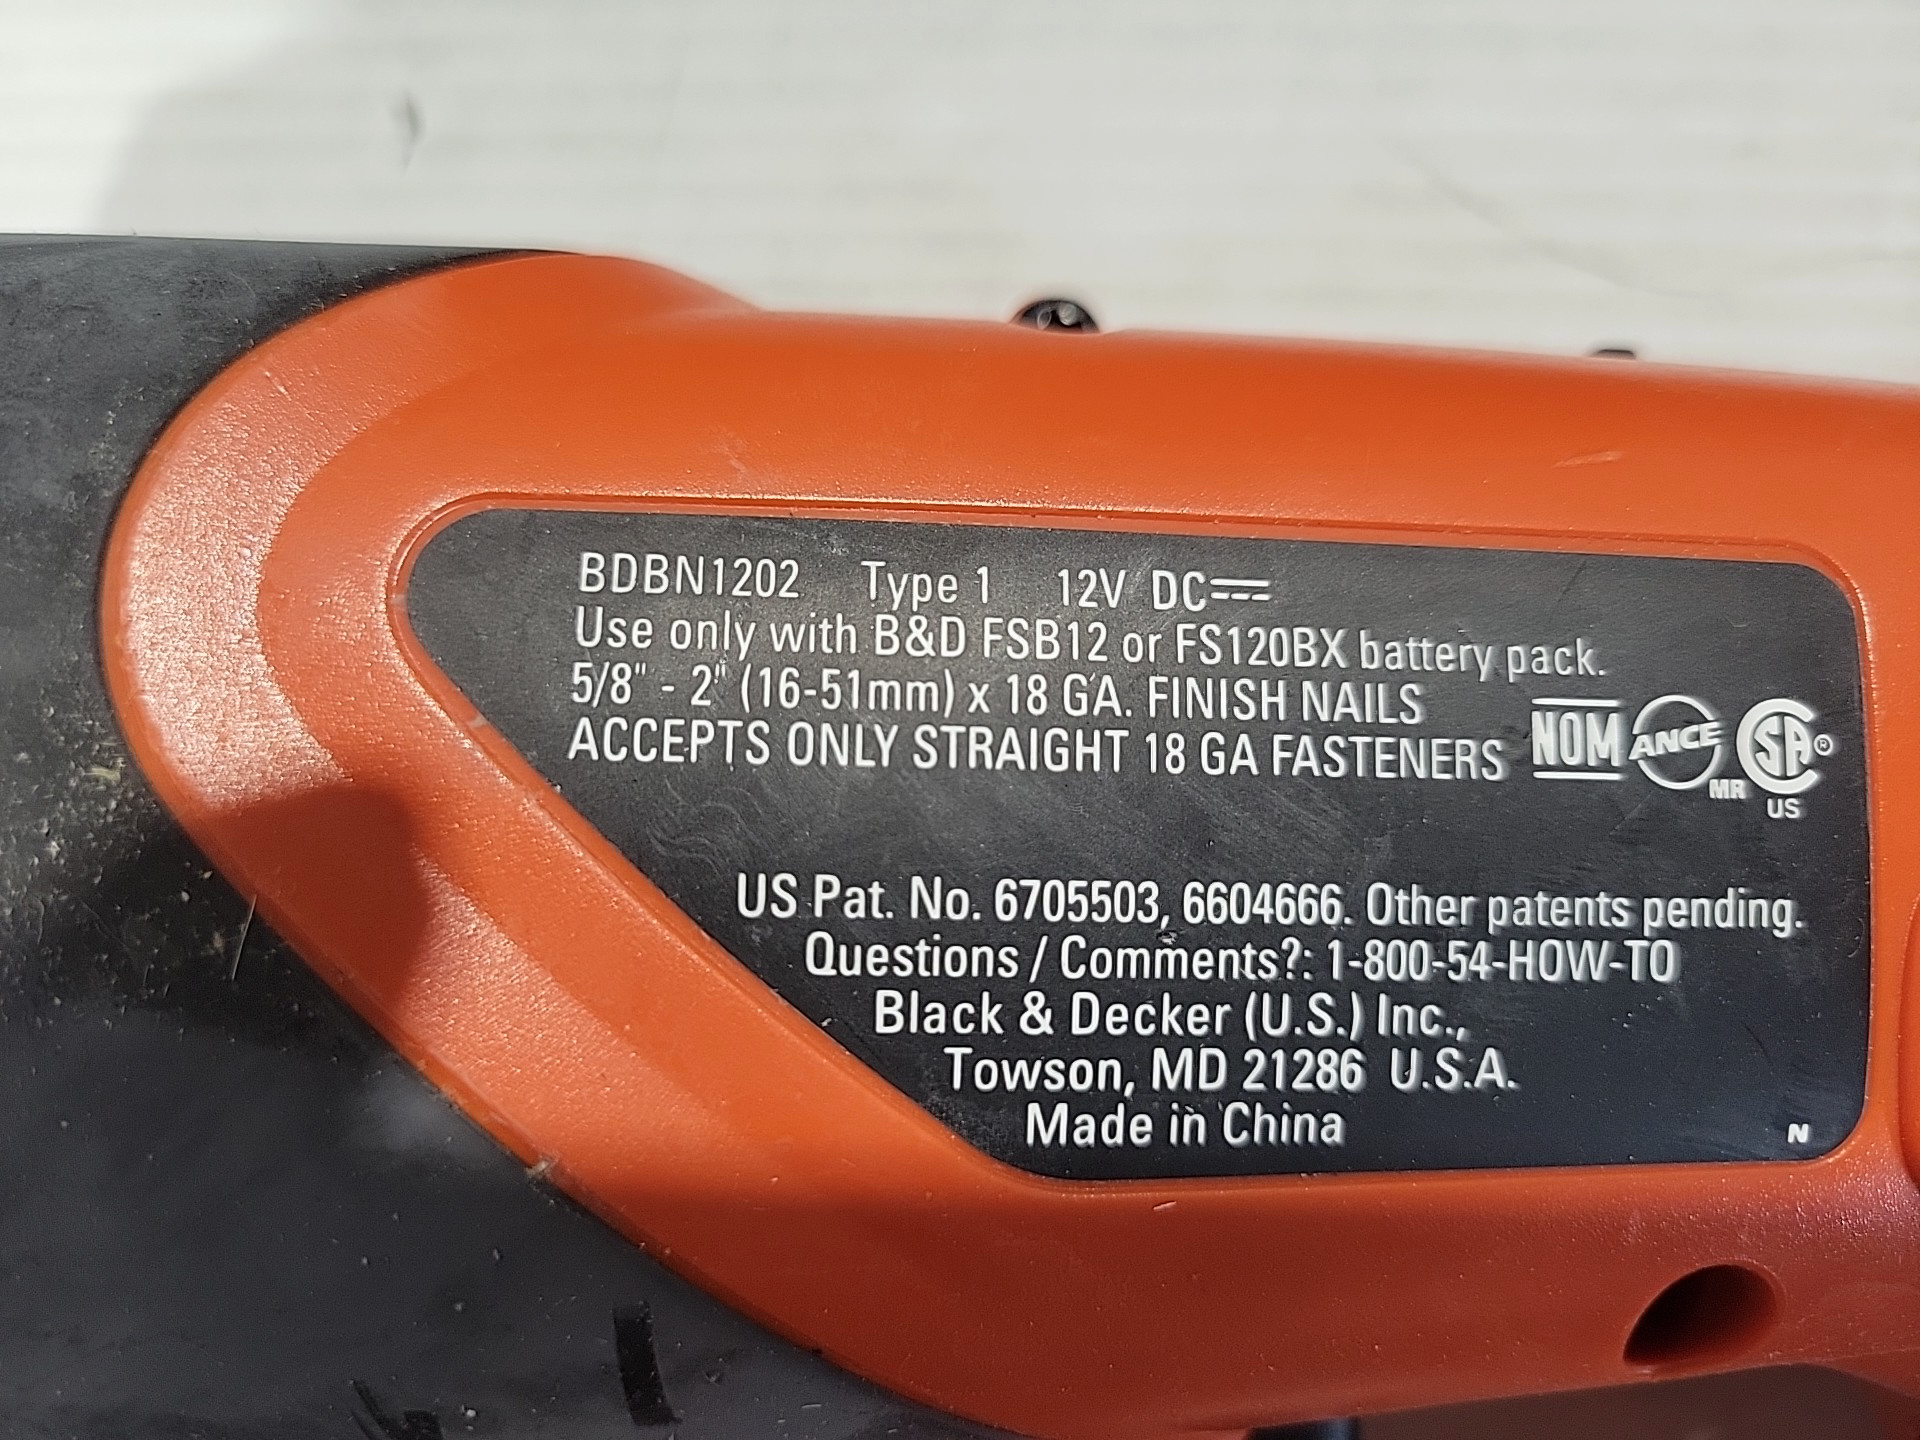 BDBN1202 Type 1 12V DC
Use only with B&D FSB12 or FS120BX battery pack.
5/8" - 2" (16-51mm) x 18 GA. FINISH NAILS
ACCEPTS ONLY STRAIGHT 18 GA FASTENERS
NOM ANCE MR SA® US
US Pat. No. 6705503, 6604666. Other patents pending.
Questions / Comments?: 1-800-54-HOW-TO
Black & Decker (U.S.) Inc.,
Towson, MD 21286 U.S.A.
Made in China
N